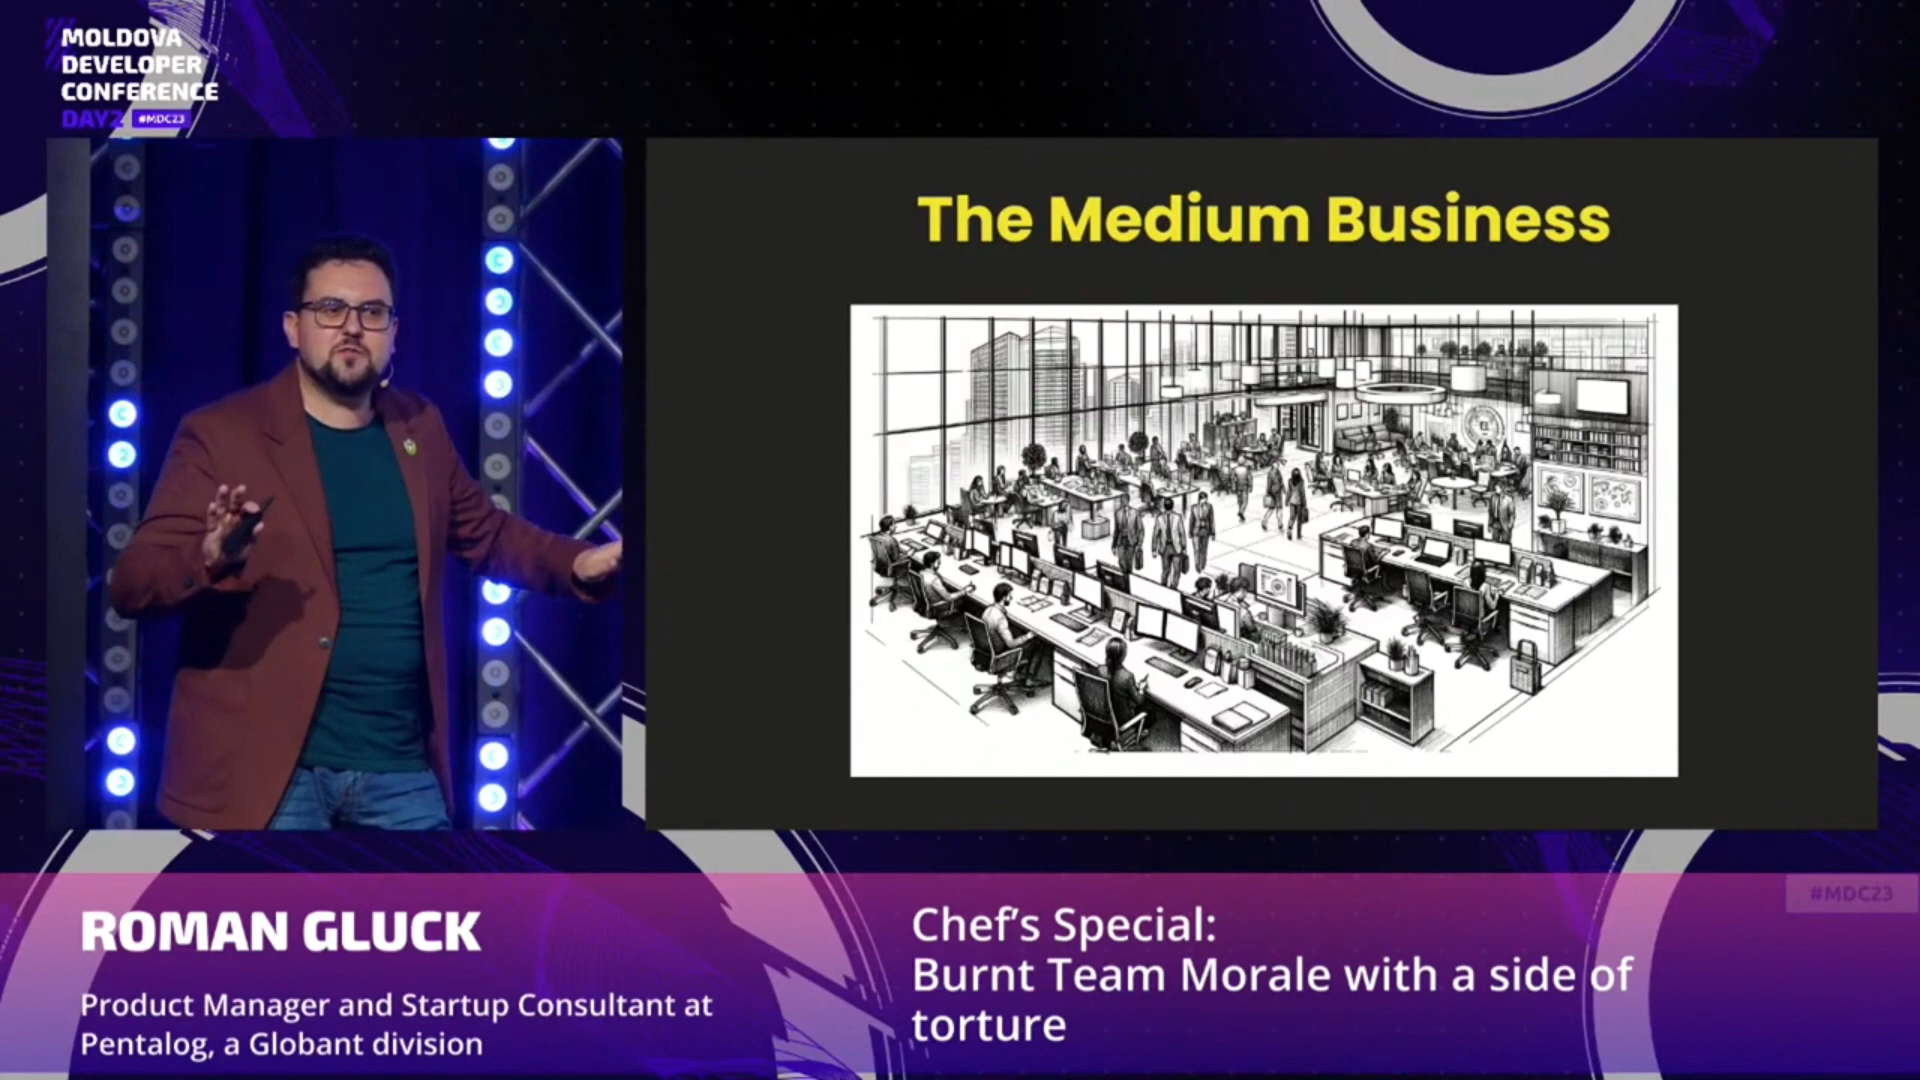 MOLDOVA
DEVELOPER
CONFERENCE
DAY2 #MDC23
The Medium Business
#MDC23
ROMAN GLUCK
Product Manager and Startup Consultant at
Pentalog, a Globant division
Chef's Special:
Burnt Team Morale with a side of
torture